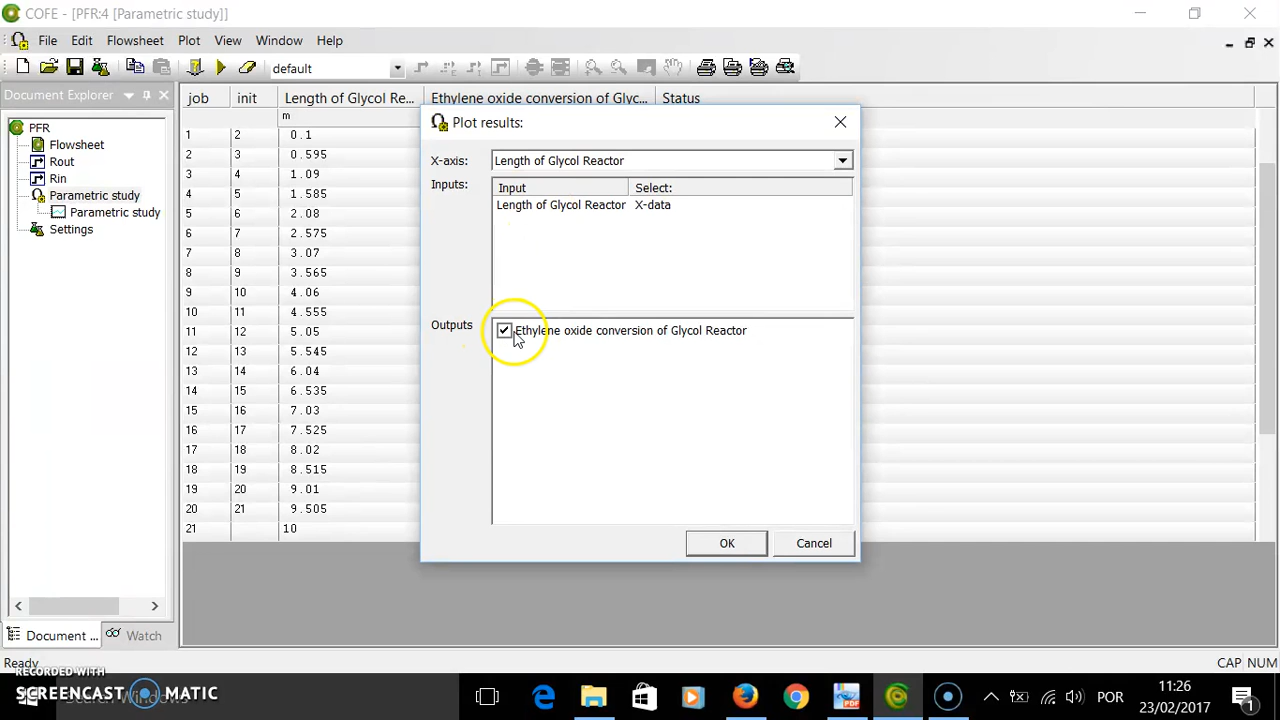 COFE - [PFR:4 [Parametric study]]
File Edit Flowsheet Plot View Window Help
default
Document Explorer
PFR
Flowsheet
Rout
Rin
Parametric study
Parametric study
Settings
Document ... Watch
job init Length of Glycol Re... Ethylene oxide conversion of Glyc... Status
m
1 2 0.1
2 3 0.595
3 4 1.09
4 5 1.585
5 6 2.08
6 7 2.575
7 8 3.07
8 9 3.565
9 10 4.06
10 11 4.555
11 12 5.05
12 13 5.545
13 14 6.04
14 15 6.535
15 16 7.03
16 17 7.525
17 18 8.02
18 19 8.515
19 20 9.01
20 21 9.505
21 10
Plot results:
X-axis: Length of Glycol Reactor
Inputs: Input Select:
Length of Glycol Reactor X-data
Outputs Ethylene oxide conversion of Glycol Reactor
OK Cancel
Ready CAP NUM
RECORDED WITH
SCREENCAST MATIC
Windows
POR
11:26
23/02/2017
1